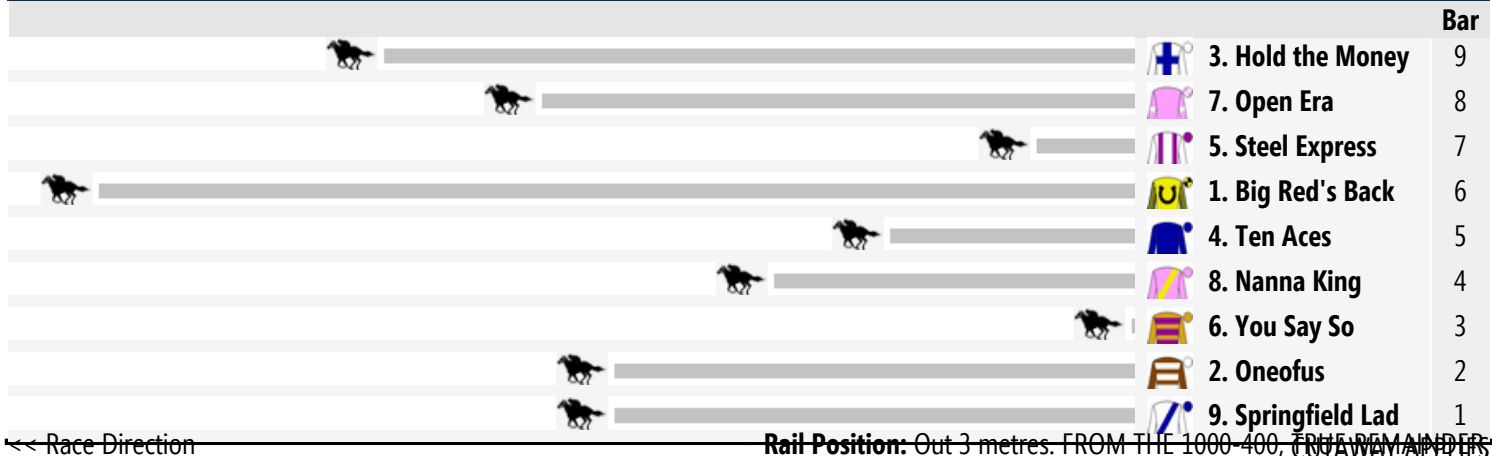 Bar
3. Hold the Money 9
7. Open Era 8
5. Steel Express 7
1. Big Red's Back 6
4. Ten Aces 5
8. Nanna King 4
6. You Say So 3
2. Oneofus 2
9. Springfield Lad 1
<< Race Direction Rail Position: Out 3 metres. FROM THE 1000-400,